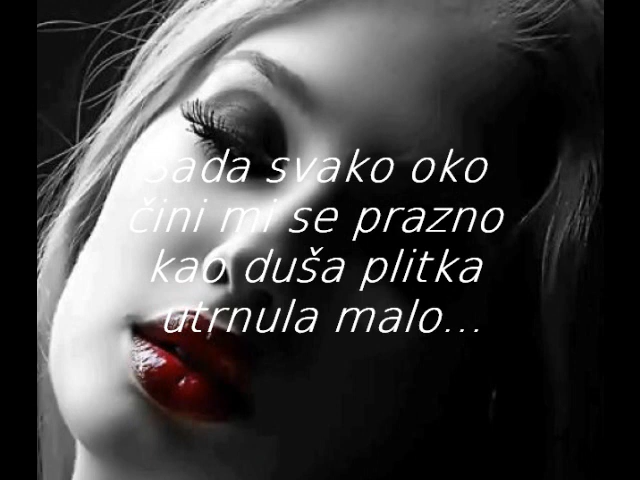 Sada svako oko
čini mi se prazno
kao duša plitka
utrnula malo...